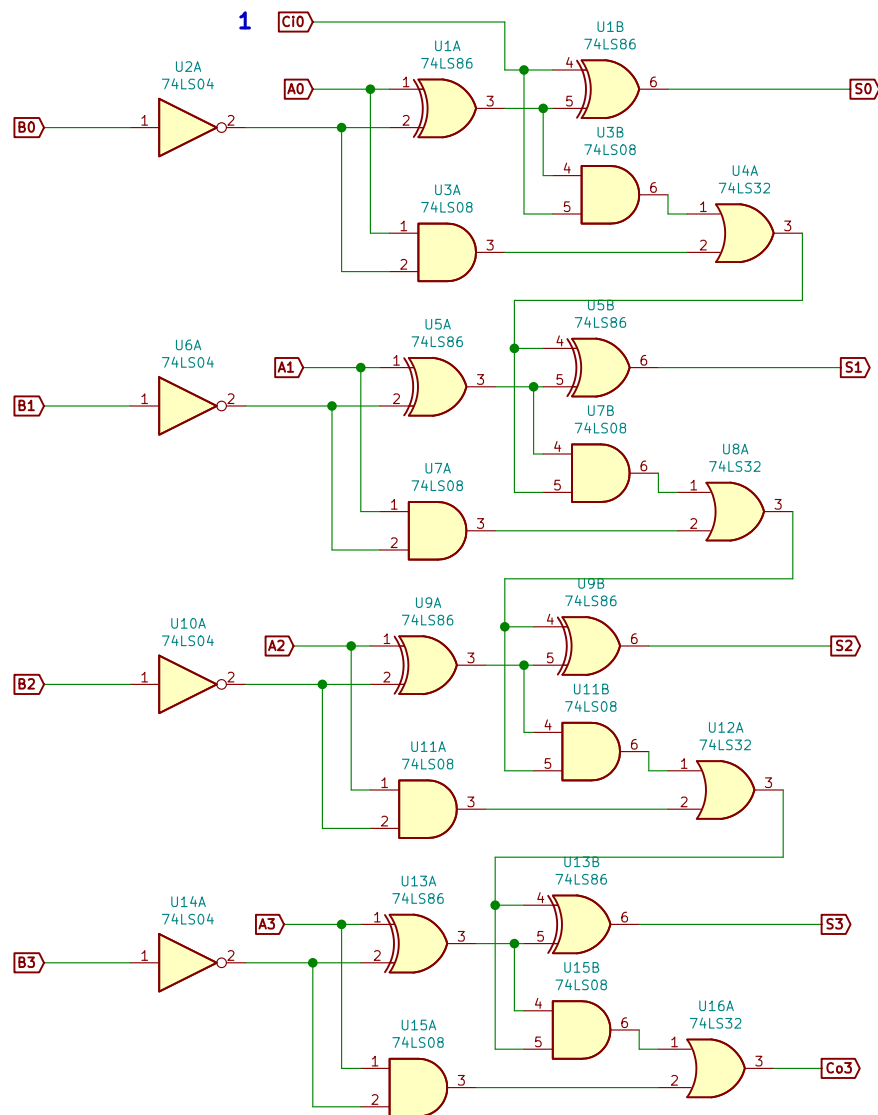 1
Ci0
U1B
74LS86
U1A
74LS86
U2A
74LS04
4
6
A0
1
S0
3
5
B0
1
2
2
U3B
74LS08
4
6
U4A
74LS32
U3A
74LS08
5
1
1
3
3
2
2
U5B
74LS86
U5A
74LS86
U6A
74LS04
4
6
A1
1
S1
3
5
B1
1
2
2
U7B
74LS08
4
6
U8A
74LS32
U7A
74LS08
5
1
1
3
3
2
2
U9B
74LS86
U9A
74LS86
U10A
74LS04
4
6
A2
1
S2
3
5
B2
1
2
2
U11B
74LS08
4
6
U12A
74LS32
U11A
74LS08
5
1
1
3
3
2
2
U13B
74LS86
U13A
74LS86
U14A
74LS04
4
6
A3
1
S3
3
5
B3
1
2
2
U15B
74LS08
4
6
U16A
74LS32
U15A
74LS08
5
1
1
3
Co3
3
2
2